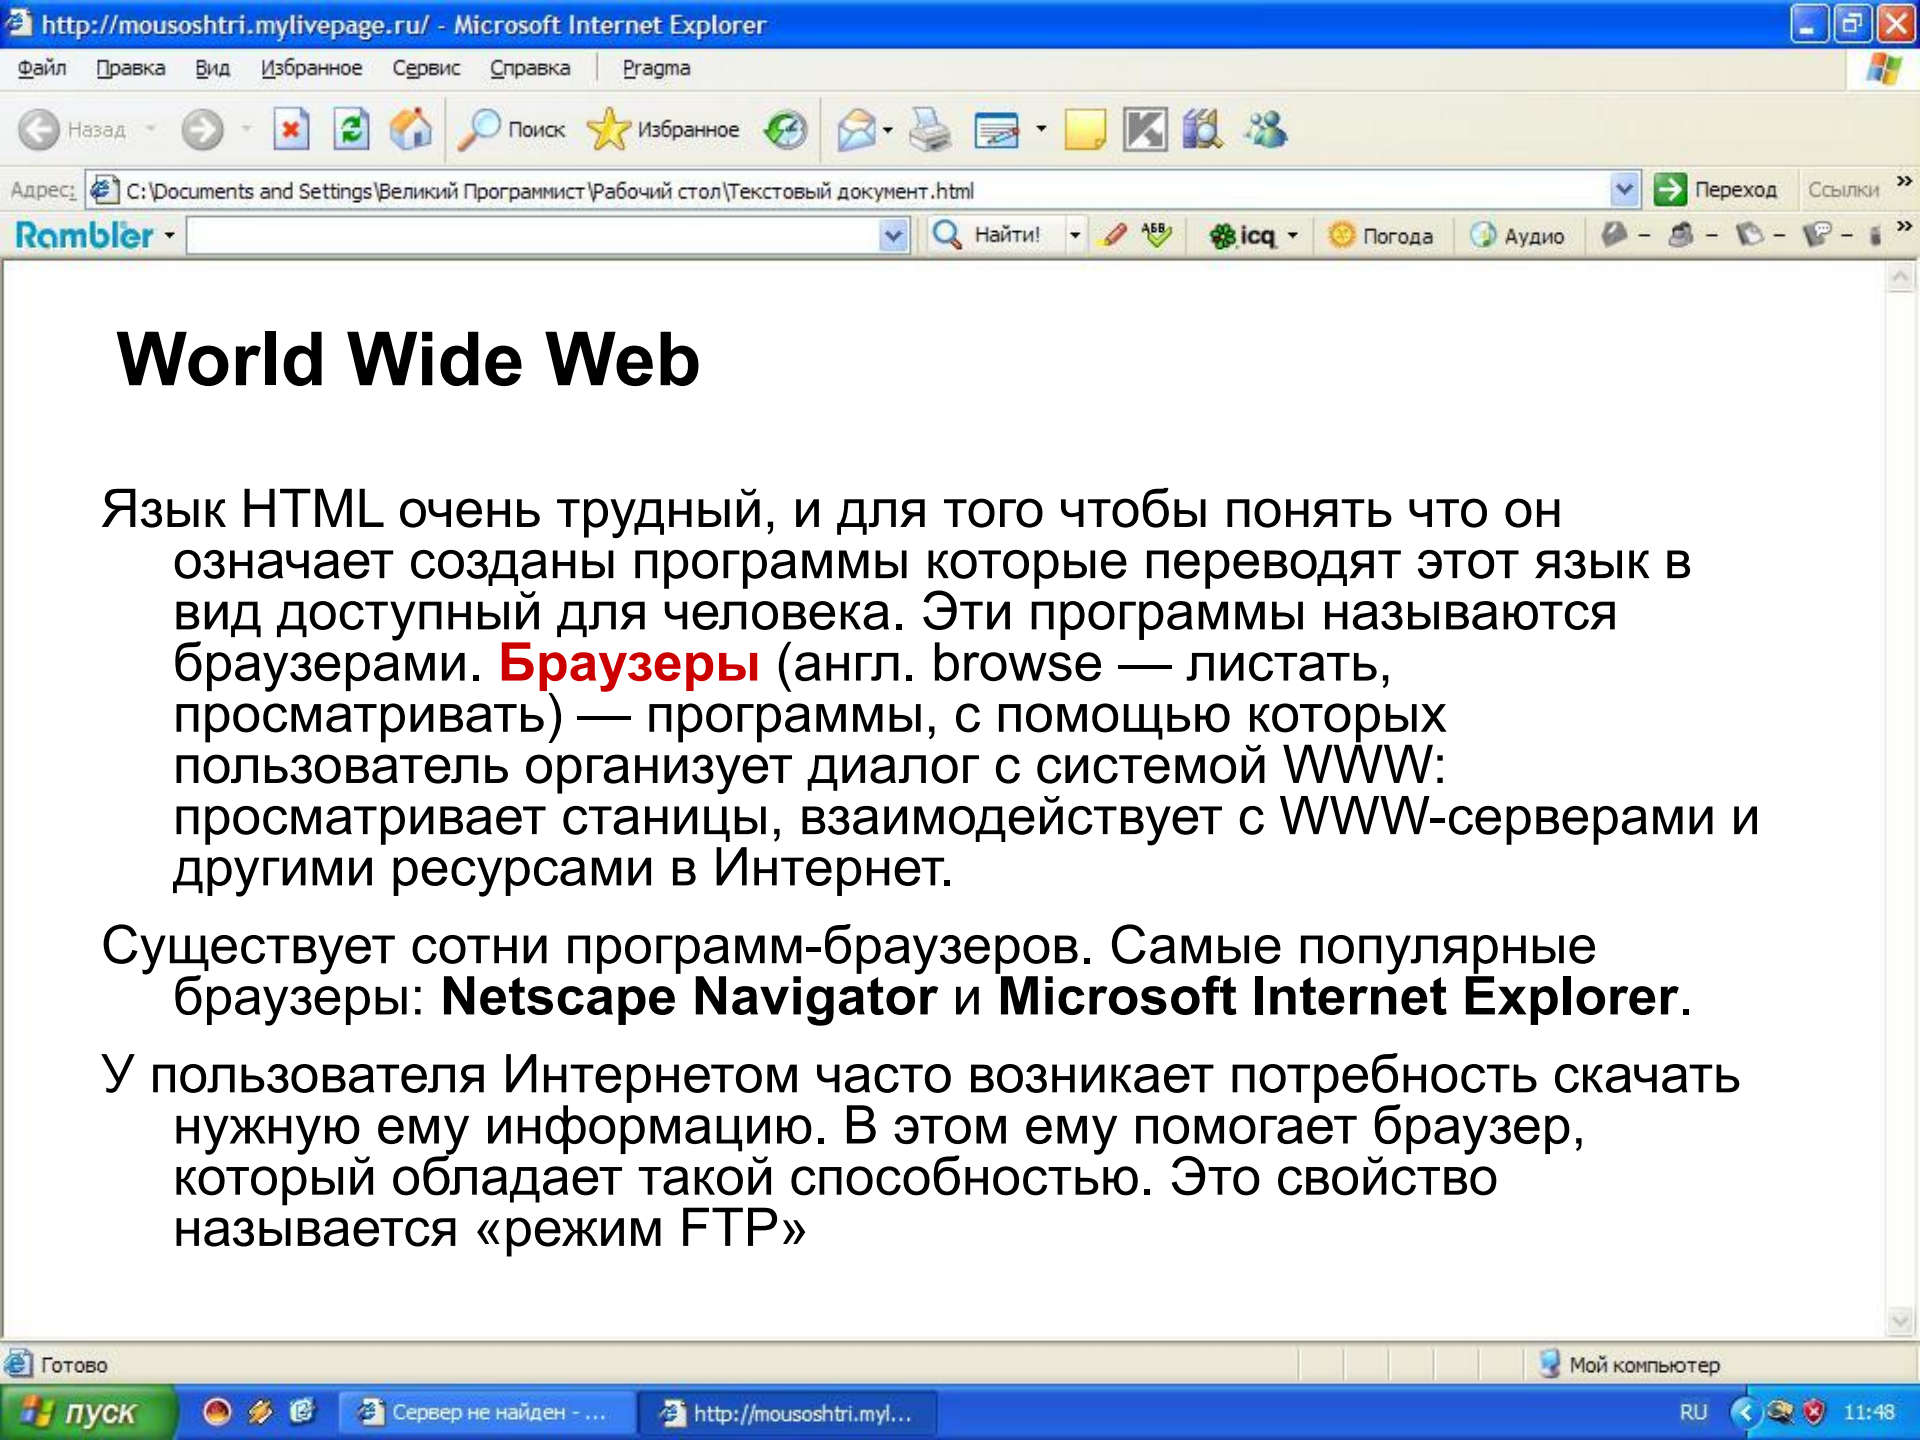 http://mousoshtri.mylivepage.ru/ - Microsoft Internet Explorer
Файл Правка Вид Избранное Сервис Справка Pragma
Назад Поиск Избранное
Адрес: C:\Documents and Settings\Великий Программист\Рабочий стол\Текстовый документ.html Переход Ссылки »
Rambler Найти! АБВ icq Погода Аудио »
World Wide Web
Язык HTML очень трудный, и для того чтобы понять что он
означает созданы программы которые переводят этот язык в
вид доступный для человека. Эти программы называются
браузерами. Браузеры (англ. browse — листать,
просматривать) — программы, с помощью которых
пользователь организует диалог с системой WWW:
просматривает станицы, взаимодействует с WWW-серверами и
другими ресурсами в Интернет.
Существует сотни программ-браузеров. Самые популярные
браузеры: Netscape Navigator и Microsoft Internet Explorer.
У пользователя Интернетом часто возникает потребность скачать
нужную ему информацию. В этом ему помогает браузер,
который обладает такой способностью. Это свойство
называется «режим FTP»
Готово Мой компьютер
пуск Сервер не найден - ... http://mousoshtri.myl... RU 11:48